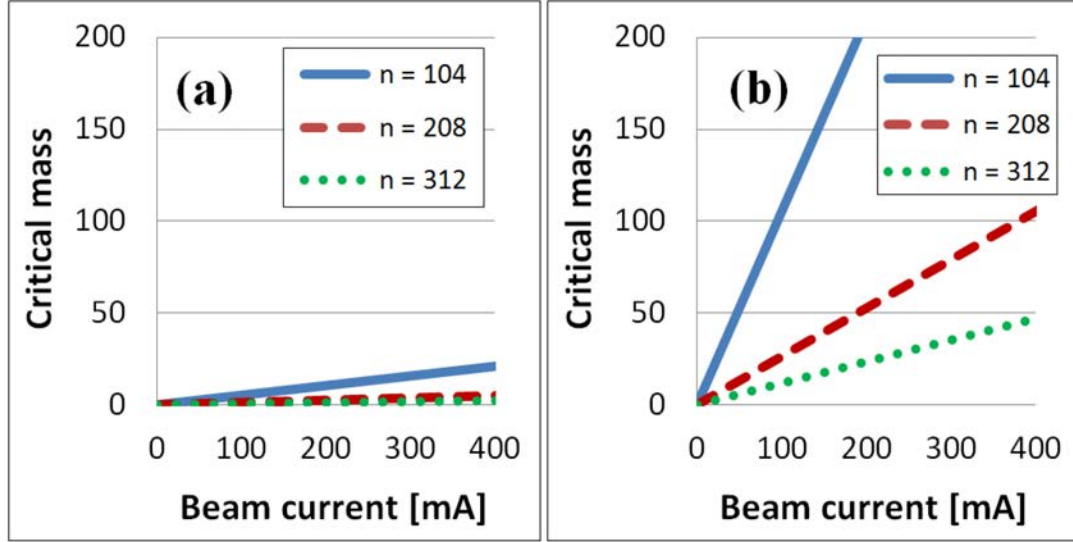 (a)
n = 104
n = 208
n = 312
200
150
100
50
0
Critical mass
0 100 200 300 400
Beam current [mA]
(b)
n = 104
n = 208
n = 312
200
150
100
50
0
Critical mass
0 100 200 300 400
Beam current [mA]